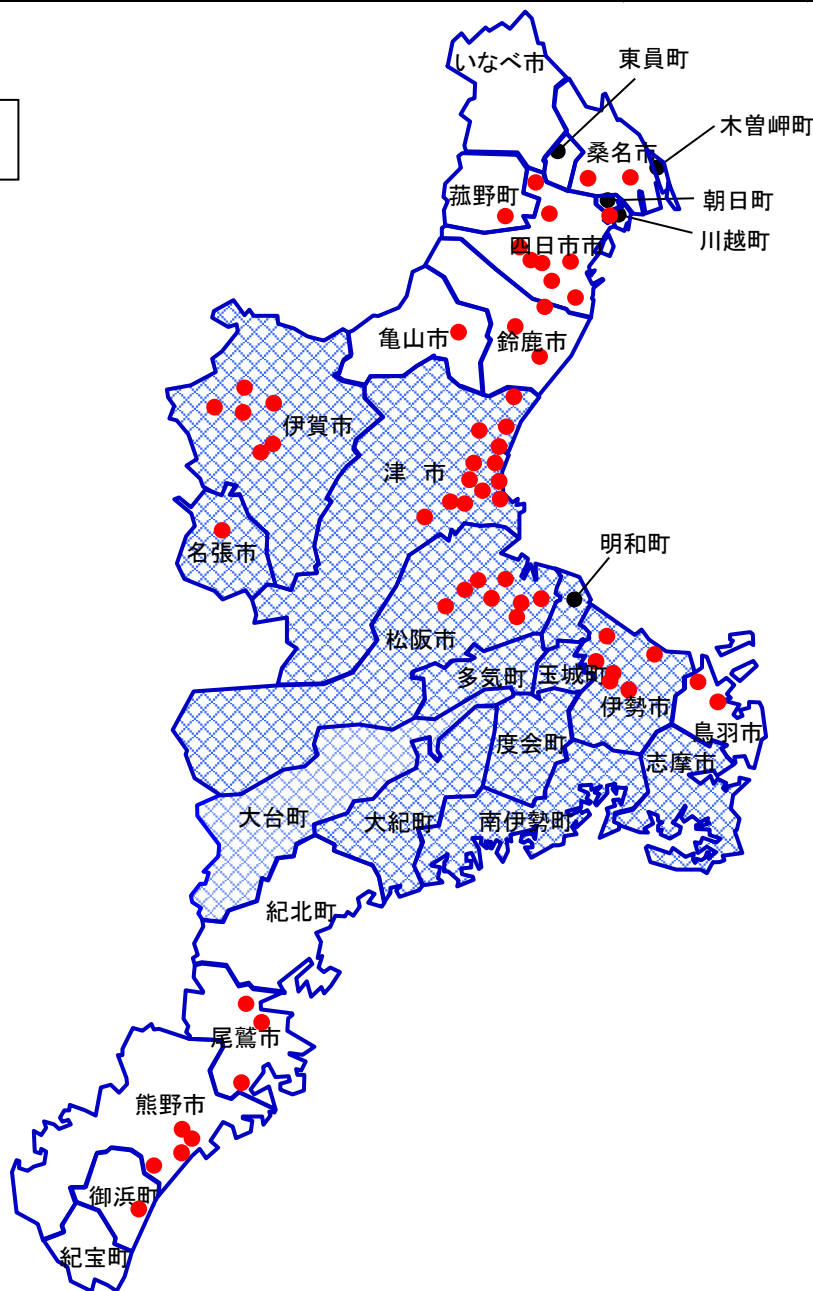 東員町
いなべ市
木曽岬町
桑名市
菰野町
朝日町
川越町
四日市市
亀山市
鈴鹿市
伊賀市
津 市
名張市
明和町
松阪市
多気町
玉城町
伊勢市
鳥羽市
度会町
志摩市
大台町
大紀町
南伊勢町
紀北町
尾鷲市
熊野市
御浜町
紀宝町